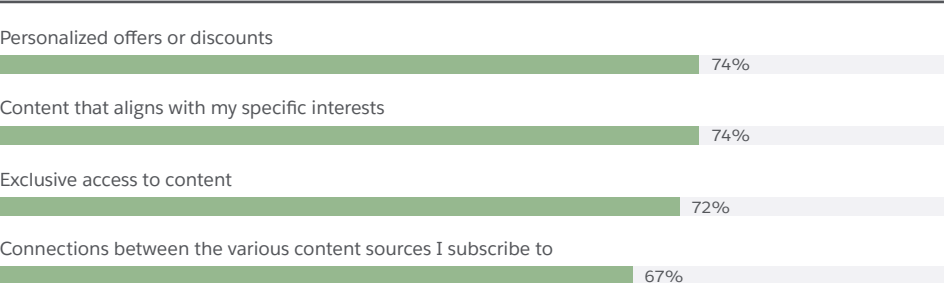 Personalized offers or discounts
74%
Content that aligns with my specific interests
74%
Exclusive access to content
72%
Connections between the various content sources I subscribe to
67%